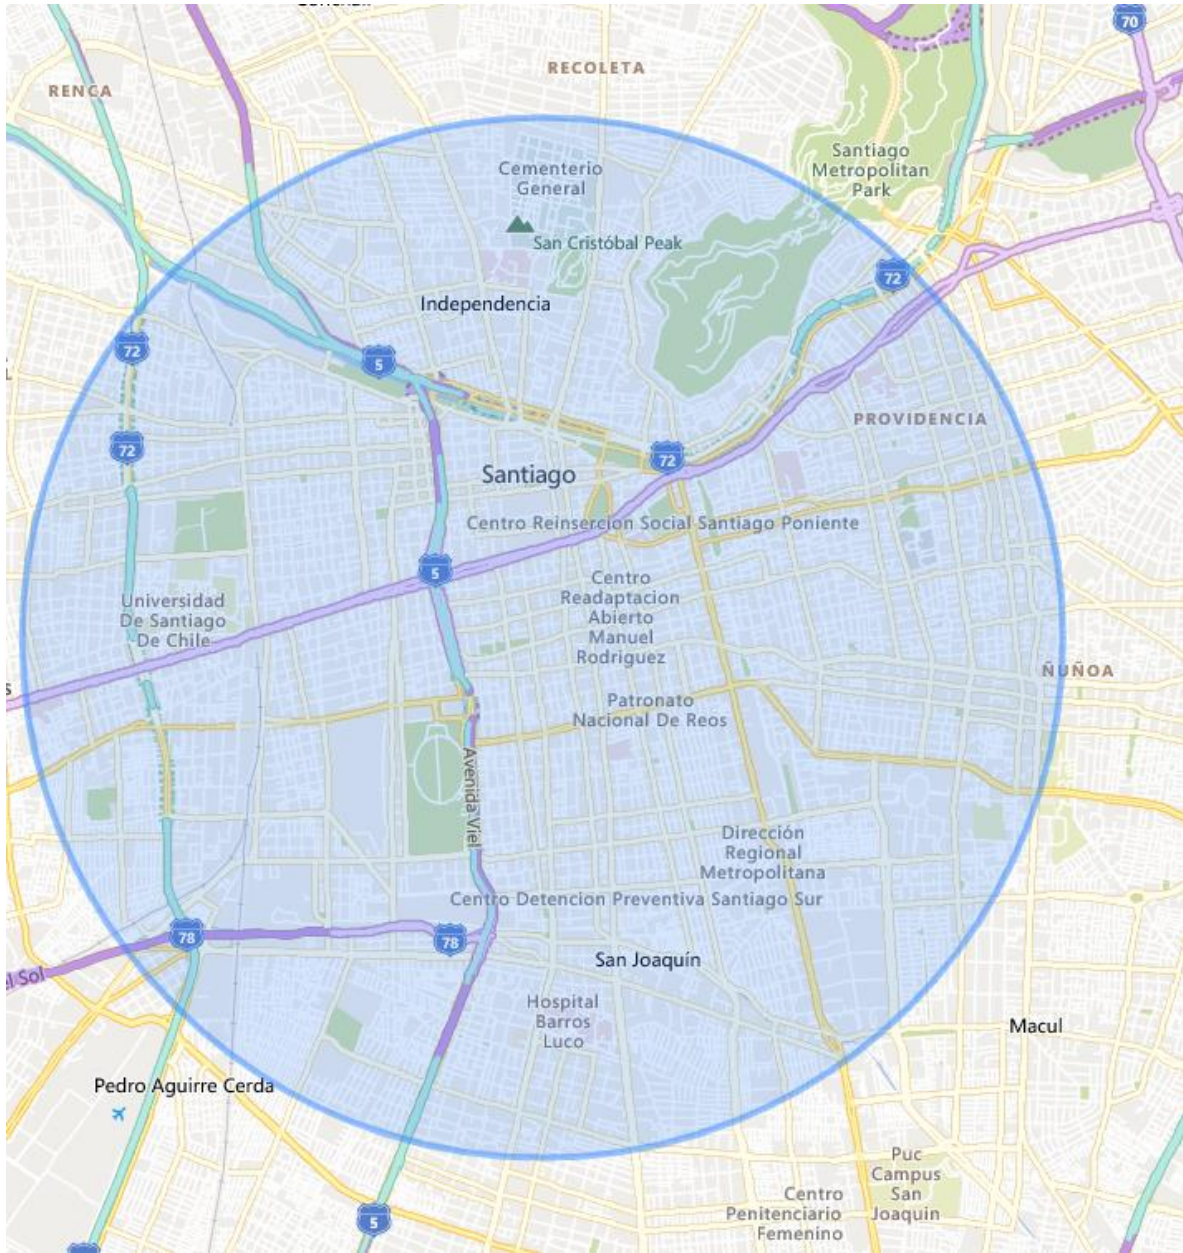 70
RECOLETA
RENCA
Santiago
Metropolitan
Park
Cementerio
General
San Cristóbal Peak
72
Independencia
72
5
PROVIDENCIA
72
72
Santiago
Centro Reinsercion Social Santiago Poniente
5
Centro
Readaptacion
Abierto
Manuel
Rodriguez
Universidad
De Santiago
De Chile
ÑUÑOA
s
Patronato
Nacional De Reos
Avenida Viel
Dirección
Regional
Metropolitana
Centro Detencion Preventiva Santiago Sur
78
78
San Joaquín
el Sol
Hospital
Barros
Luco
Macul
Pedro Aguirre Cerda
Puc
Campus
San
Joaquin
Centro
Penitenciario
Femenino
5